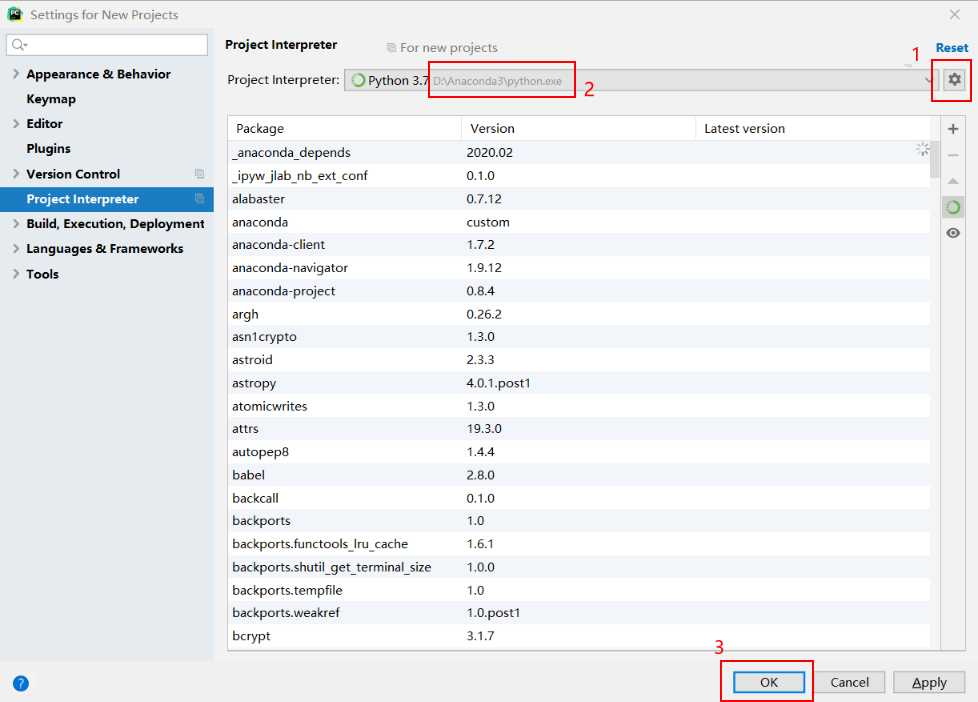 PC Settings for New Projects
Appearance & Behavior
Keymap
Editor
Plugins
Version Control
Project Interpreter
Build, Execution, Deployment
Languages & Frameworks
Tools
Project Interpreter For new projects 1 Reset
Project Interpreter: Python 3.7 D:\Anaconda3\python.exe 2
Package Version Latest version
_anaconda_depends 2020.02
_ipyw_jlab_nb_ext_conf 0.1.0
alabaster 0.7.12
anaconda custom
anaconda-client 1.7.2
anaconda-navigator 1.9.12
anaconda-project 0.8.4
argh 0.26.2
asn1crypto 1.3.0
astroid 2.3.3
astropy 4.0.1.post1
atomicwrites 1.3.0
attrs 19.3.0
autopep8 1.4.4
babel 2.8.0
backcall 0.1.0
backports 1.0
backports.functools_lru_cache 1.6.1
backports.shutil_get_terminal_size 1.0.0
backports.tempfile 1.0
backports.weakref 1.0.post1
bcrypt 3.1.7
3
? OK Cancel Apply